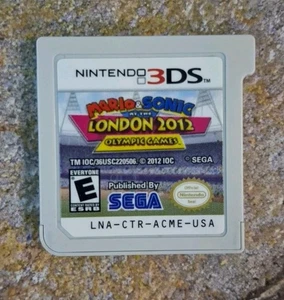 NINTENDO 3DS™
MARIO & SONIC
AT THE
LONDON 2012
OLYMPIC GAMES
TM IOC/36USC220506. © 2012 IOC © SEGA
EVERYONE
E
ESRB
Published By
SEGA
Official
Nintendo
Seal
LNA-CTR-ACME-USA